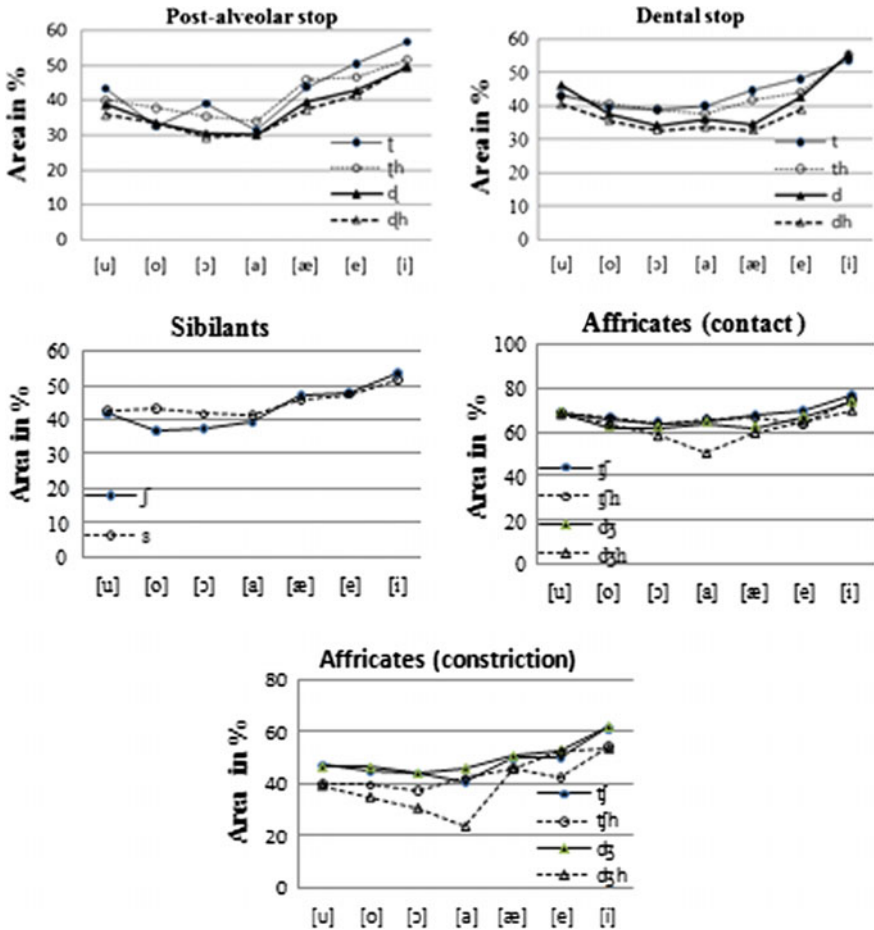 Post-alveolar stop
Area in %
60
50
40
30
20
10
0
ʈ
ʈh
ɖ
ɖh
[u] [o] [ɔ] [a] [æ] [e] [i]
Dental stop
Area in %
60
50
40
30
20
10
0
t
th
d
dh
[u] [o] [ɔ] [a] [æ] [e] [i]
Sibilants
Area in %
60
50
40
30
20
10
0
ʃ
s
[u] [o] [ɔ] [a] [æ] [e] [i]
Affricates (contact)
Area in %
100
80
60
40
20
0
ʧ
ʧh
ʤ
ʤh
[u] [o] [ɔ] [a] [æ] [e] [i]
Affricates (constriction)
Area in %
80
60
40
20
0
ʧ
ʧh
ʤ
ʤh
[u] [o] [ɔ] [a] [æ] [e] [i]